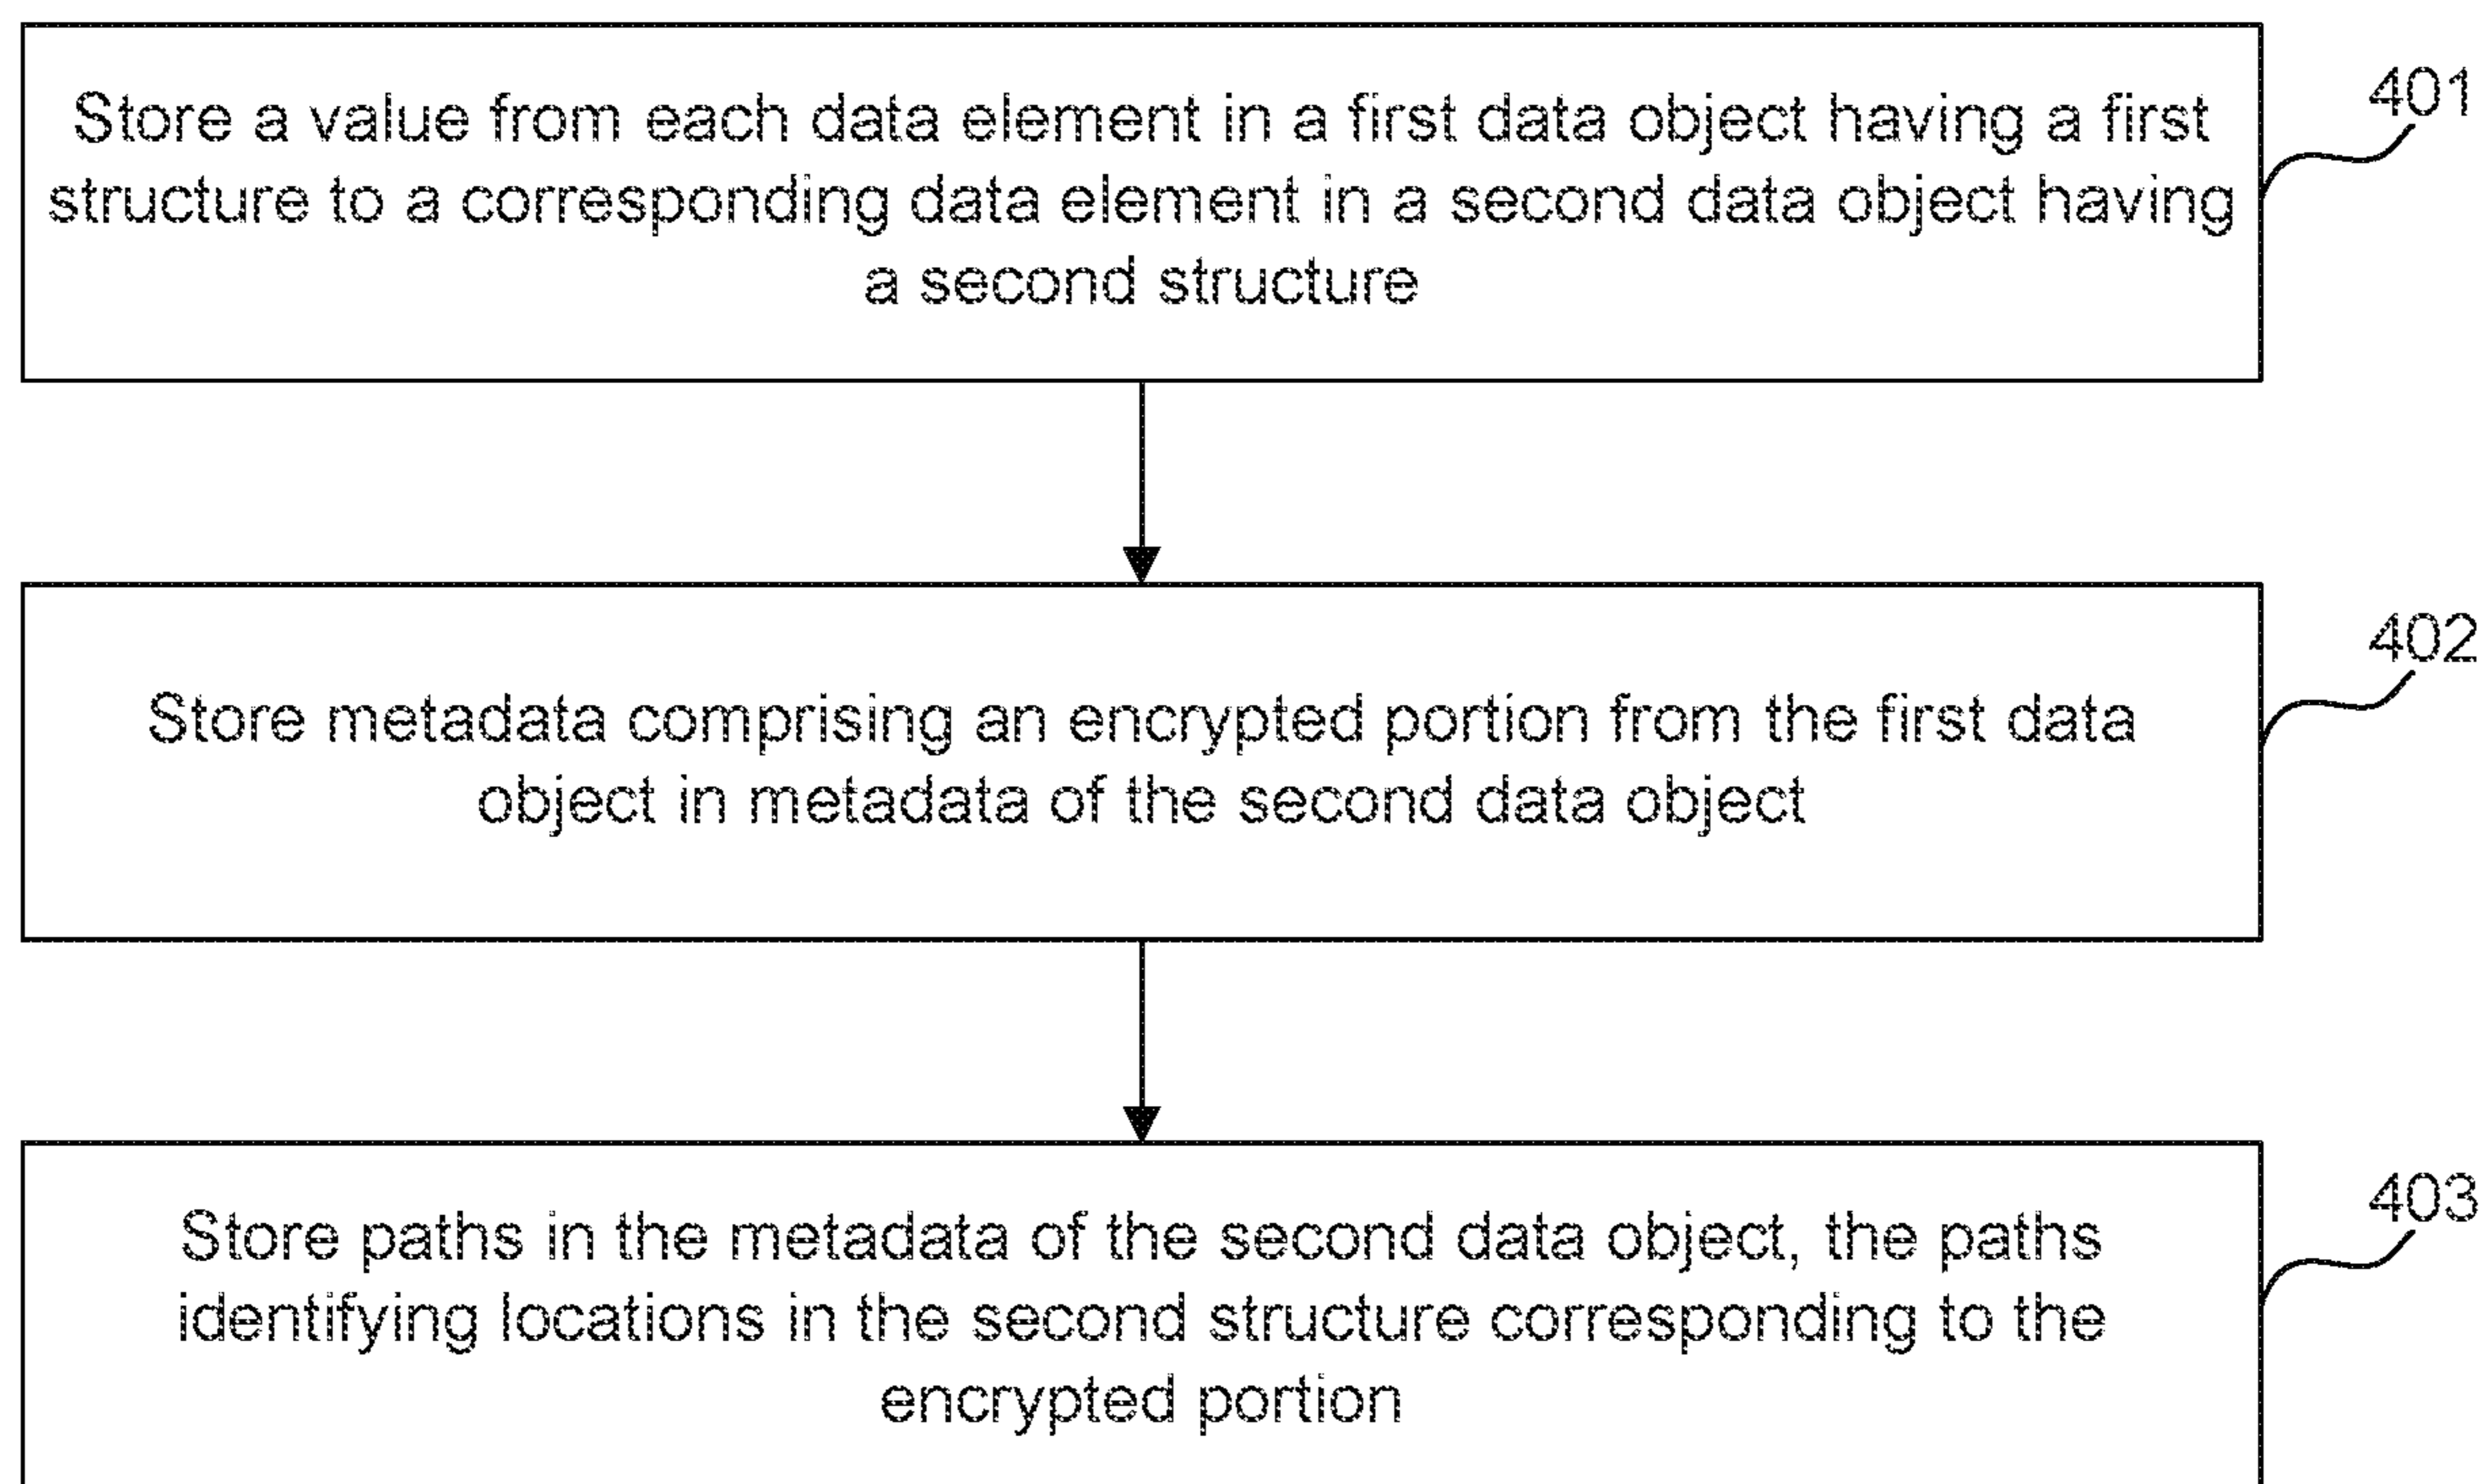 Store a value from each data element in a first data object having a first
structure to a corresponding data element in a second data object having
a second structure
401
Store metadata comprising an encrypted portion from the first data
object in metadata of the second data object
402
Store paths in the metadata of the second data object, the paths
identifying locations in the second structure corresponding to the
encrypted portion
403